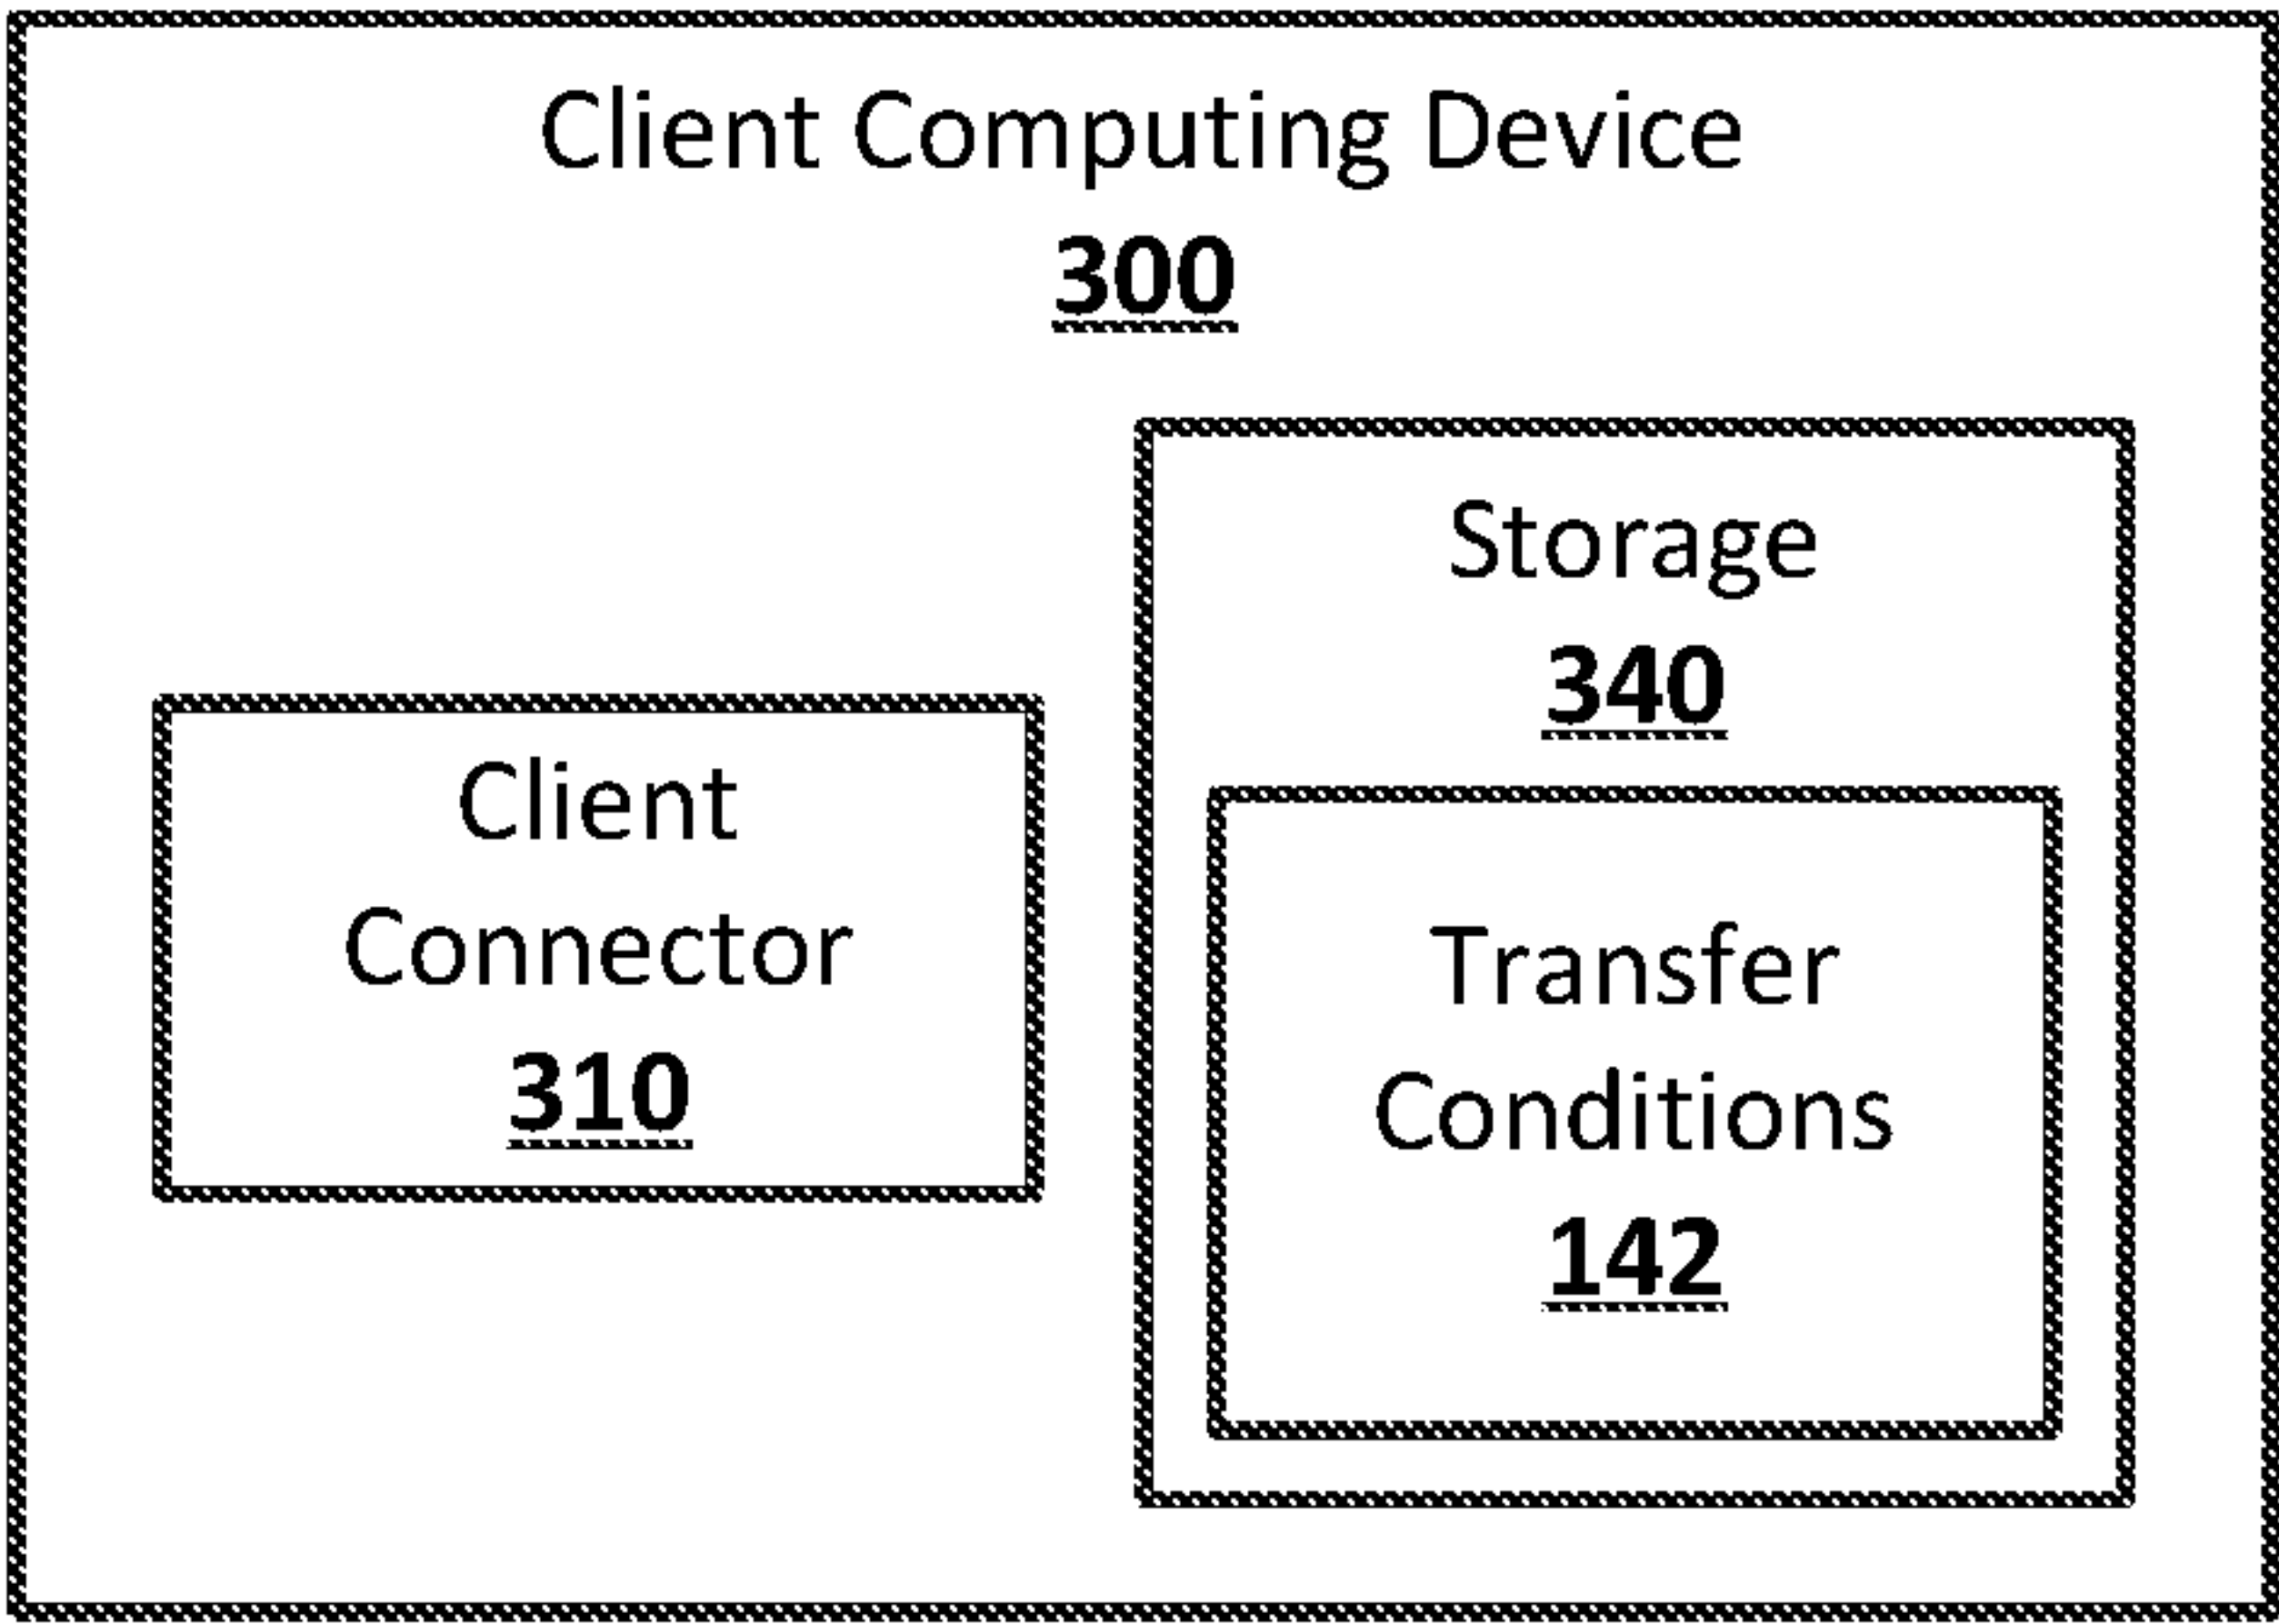 Client Computing Device
300
Storage
340
Client
Connector
310
Transfer
Conditions
142